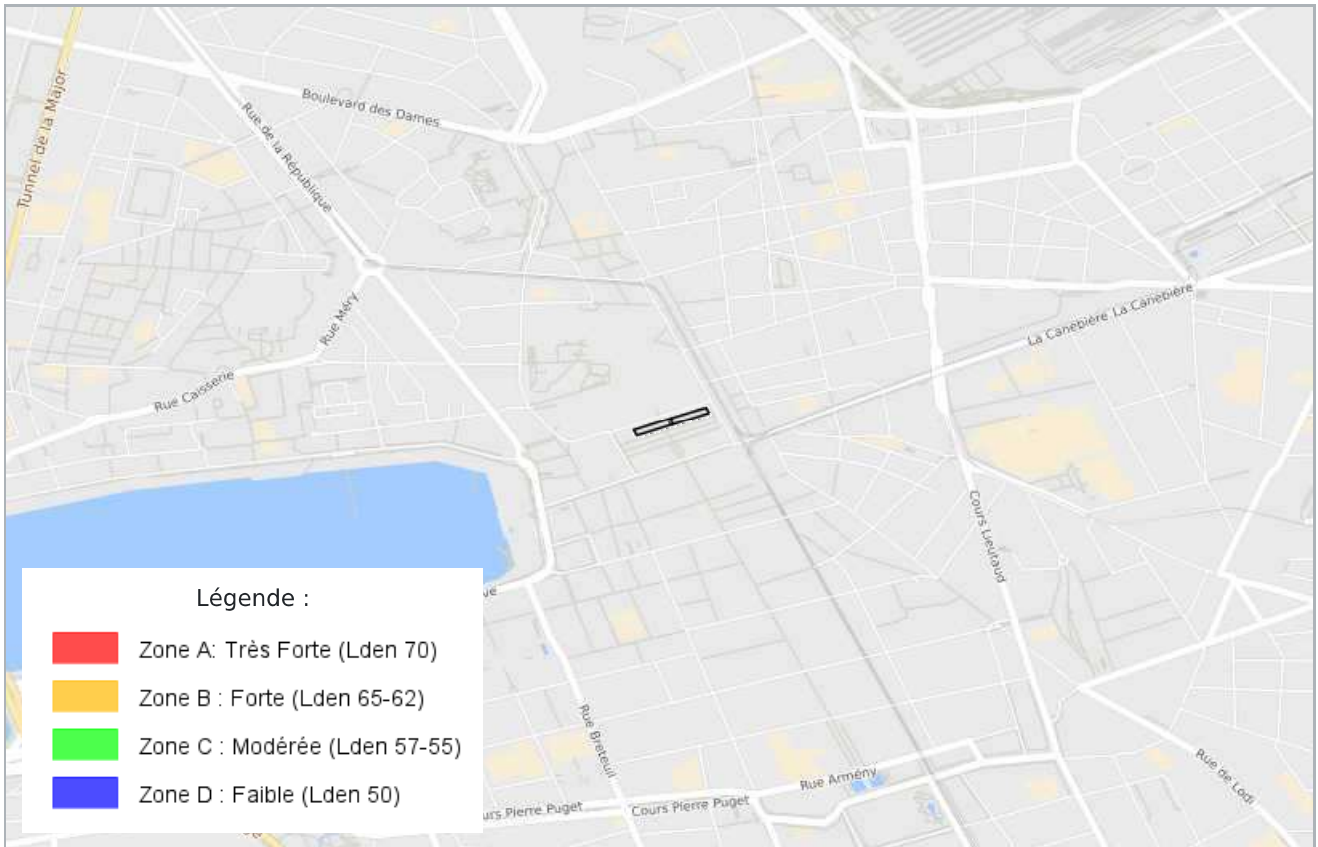 Tunnel de la Major
Boulevard des Dames
Rue de la République
Rue Méry
Rue Caisserie
La Canebière La Canebière
Cours Lieutaud
Légende :
Zone A: Très Forte (Lden 70)
Zone B : Forte (Lden 65-62)
Zone C : Modérée (Lden 57-55)
Zone D : Faible (Lden 50)
ve
Rue Breteuil
Rue Armény
urs Pierre Puget
Cours Pierre Puget
Rue de Lodi